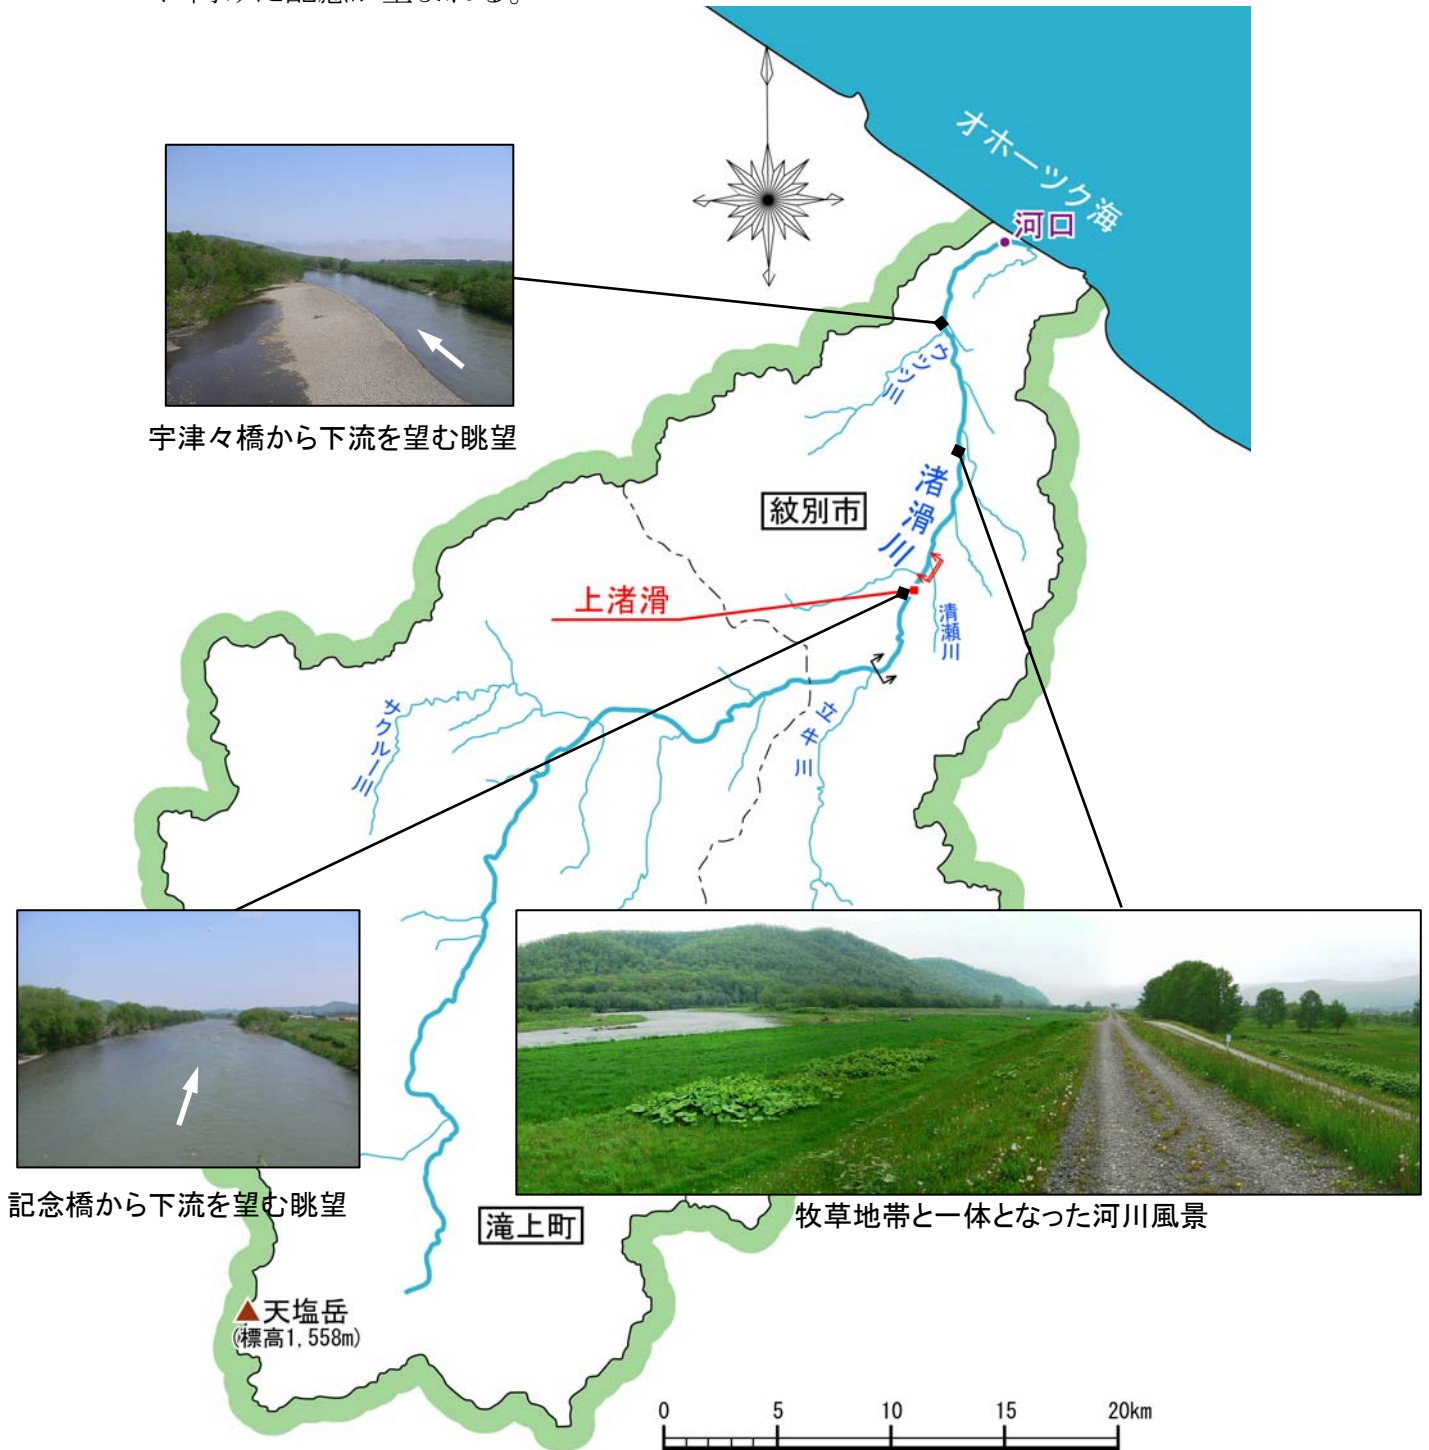 オホーツク海
河口
ウツツ川
宇津々橋から下流を望む眺望
渚滑川
紋別市
上渚滑
清瀬川
サクルー川
立牛川
記念橋から下流を望む眺望
牧草地帯と一体となった河川風景
滝上町
天塩岳
(標高1,558m)
0 5 10 15 20km